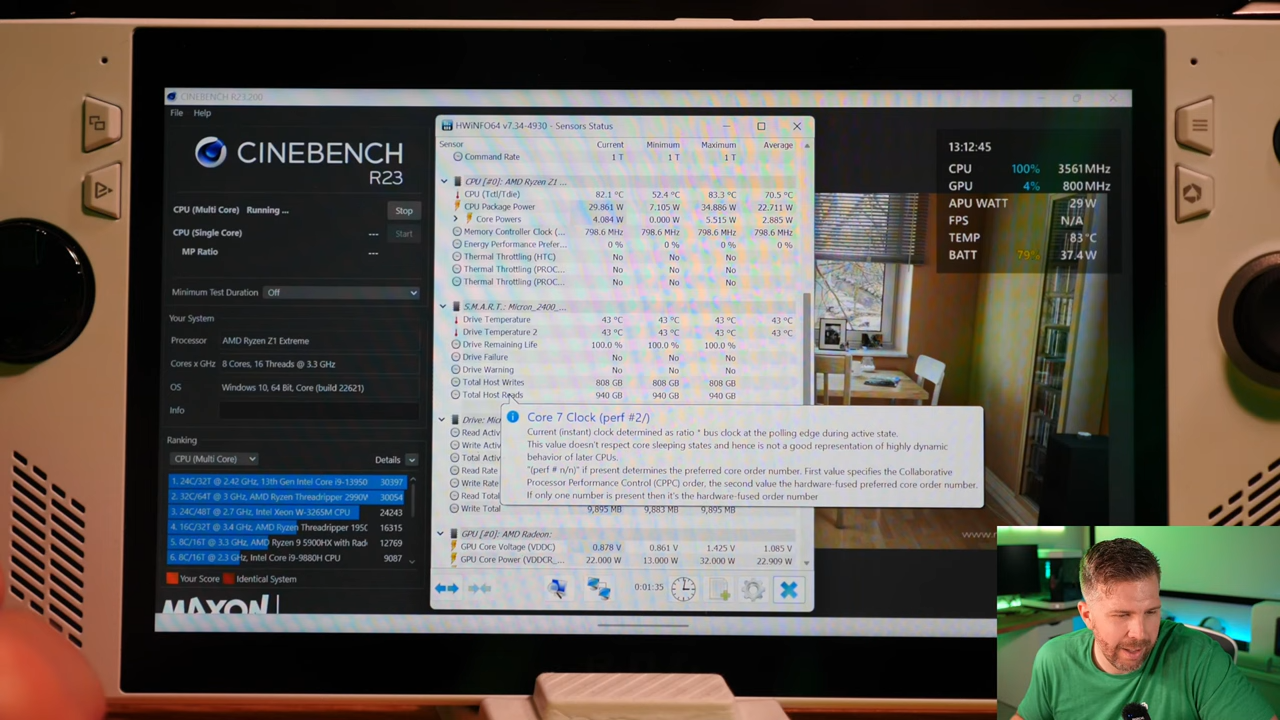 CINEBENCH R23.200
File Help
CINEBENCH
R23
CPU (Multi Core) Running ... Stop
CPU (Single Core) --- Start
MP Ratio ---
Minimum Test Duration Off
Your System
Processor AMD Ryzen Z1 Extreme
Cores x GHz 8 Cores, 16 Threads @ 3.3 GHz
OS Windows 10, 64 Bit, Core (build 22621)
Info
Ranking
CPU (Multi Core) Details
1. 24C/32T @ 2.42 GHz, 13th Gen Intel Core i9-13950 30397
2. 32C/64T @ 3 GHz, AMD Ryzen Threadripper 2990W 30054
3. 24C/48T @ 2.7 GHz, Intel Xeon W-3265M CPU 24243
4. 16C/32T @ 3.4 GHz, AMD Ryzen Threadripper 1950 16315
5. 8C/16T @ 3.3 GHz, AMD Ryzen 9 5900HX with Rade 12769
6. 8C/16T @ 2.3 GHz, Intel Core i9-9880H CPU 9087
Your Score Identical System
MAXON
HWiNFO64 v7.34-4930 - Sensors Status
Sensor Current Minimum Maximum Average
Command Rate 1 T 1 T 1 T
CPU [#0]: AMD Ryzen Z1 ...
CPU (Tctl/Tdie) 82.1 °C 52.4 °C 83.3 °C 70.5 °C
CPU Package Power 29.861 W 7.105 W 34.886 W 22.711 W
Core Powers 4.084 W 0.000 W 5.515 W 2.885 W
Memory Controller Clock (... 798.6 MHz 798.6 MHz 798.6 MHz 798.6 MHz
Energy Performance Prefer... 0 % 0 % 0 % 0 %
Thermal Throttling (HTC) No No No
Thermal Throttling (PROC... No No No
Thermal Throttling (PROC... No No No
S.M.A.R.T.: Micron_2400_...
Drive Temperature 43 °C 43 °C 43 °C 43 °C
Drive Temperature 2 43 °C 43 °C 43 °C 43 °C
Drive Remaining Life 100.0 % 100.0 % 100.0 %
Drive Failure No No No
Drive Warning No No No
Total Host Writes 808 GB 808 GB 808 GB
Total Host Reads 940 GB 940 GB 940 GB
Drive: Mic
Read Activ
Write Activ
Total Activ
Read Rate
Write Rate
Read Total
Write Total 9,895 MB 9,883 MB 9,895 MB
Core 7 Clock (perf #2/)
Current (instant) clock determined as ratio * bus clock at the polling edge during active state.
This value doesn't respect core sleeping states and hence is not a good representation of highly dynamic
behavior of later CPUs.
"(perf # n/n)" if present determines the preferred core order number. First value specifies the Collaborative
Processor Performance Control (CPPC) order, the second value the hardware-fused preferred core order number.
If only one number is present then it's the hardware-fused order number
GPU [#0]: AMD Radeon:
GPU Core Voltage (VDDC) 0.878 V 0.861 V 1.425 V 1.085 V
GPU Core Power (VDDCR_... 22.000 W 13.000 W 32.000 W 22.909 W
0:01:35
13:12:45
CPU 100% 3561MHz
GPU 4% 800MHz
APU WATT 29W
FPS N/A
TEMP 83°C
BATT 79% 37.4W